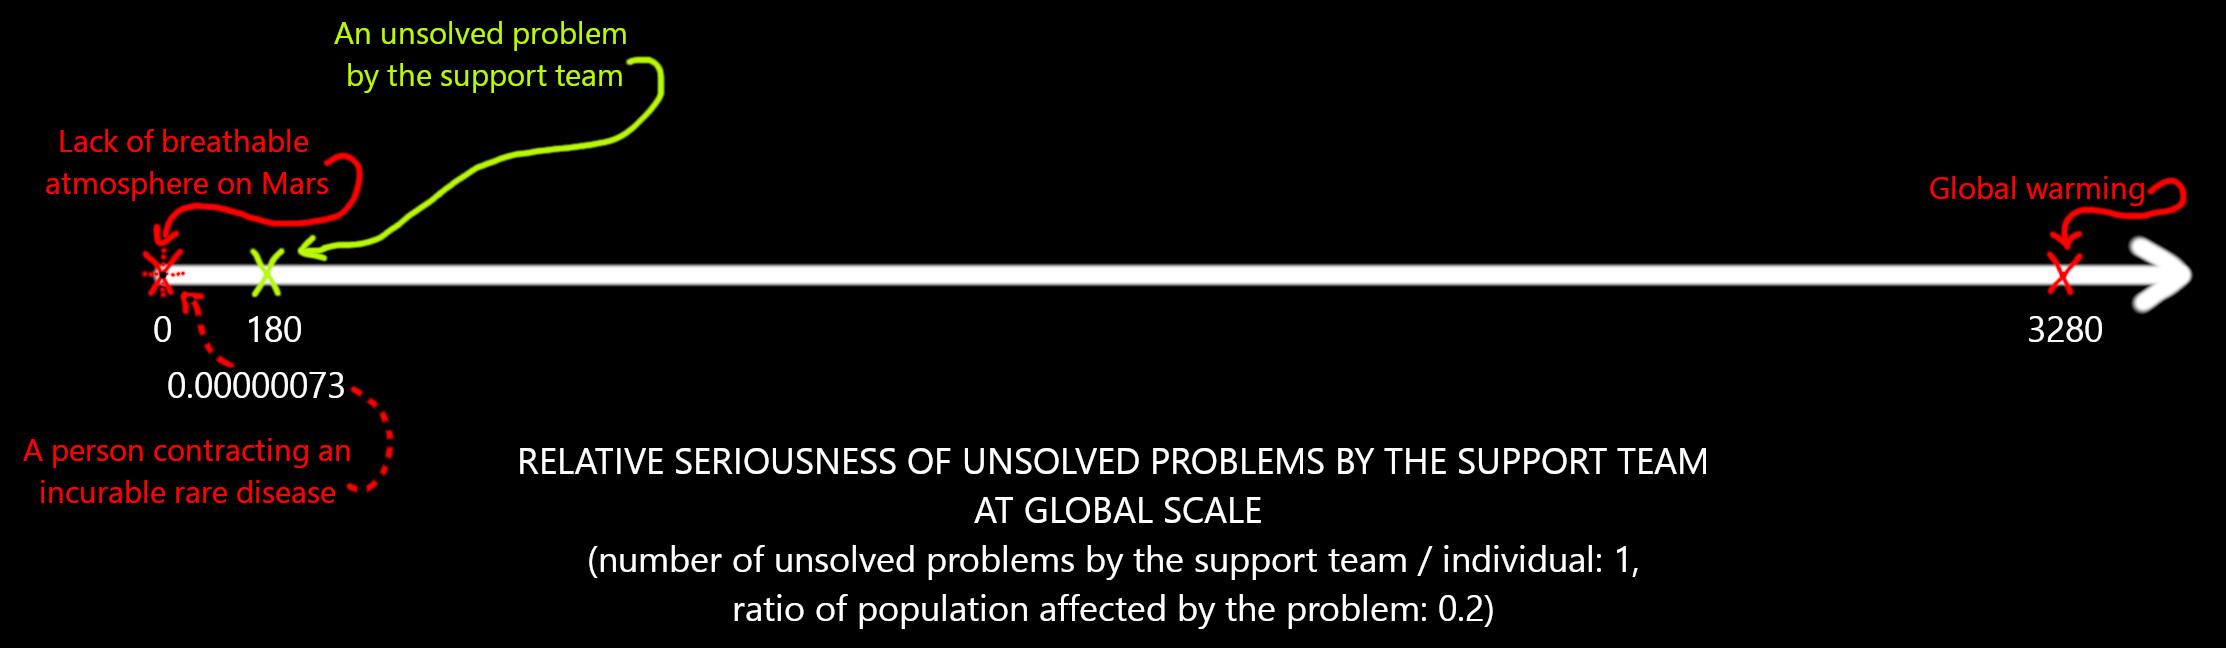 An unsolved problem
by the support team
Lack of breathable
atmosphere on Mars
Global warming
0
180
3280
0.00000073
A person contracting an
incurable rare disease
RELATIVE SERIOUSNESS OF UNSOLVED PROBLEMS BY THE SUPPORT TEAM
AT GLOBAL SCALE
(number of unsolved problems by the support team / individual: 1,
ratio of population affected by the problem: 0.2)